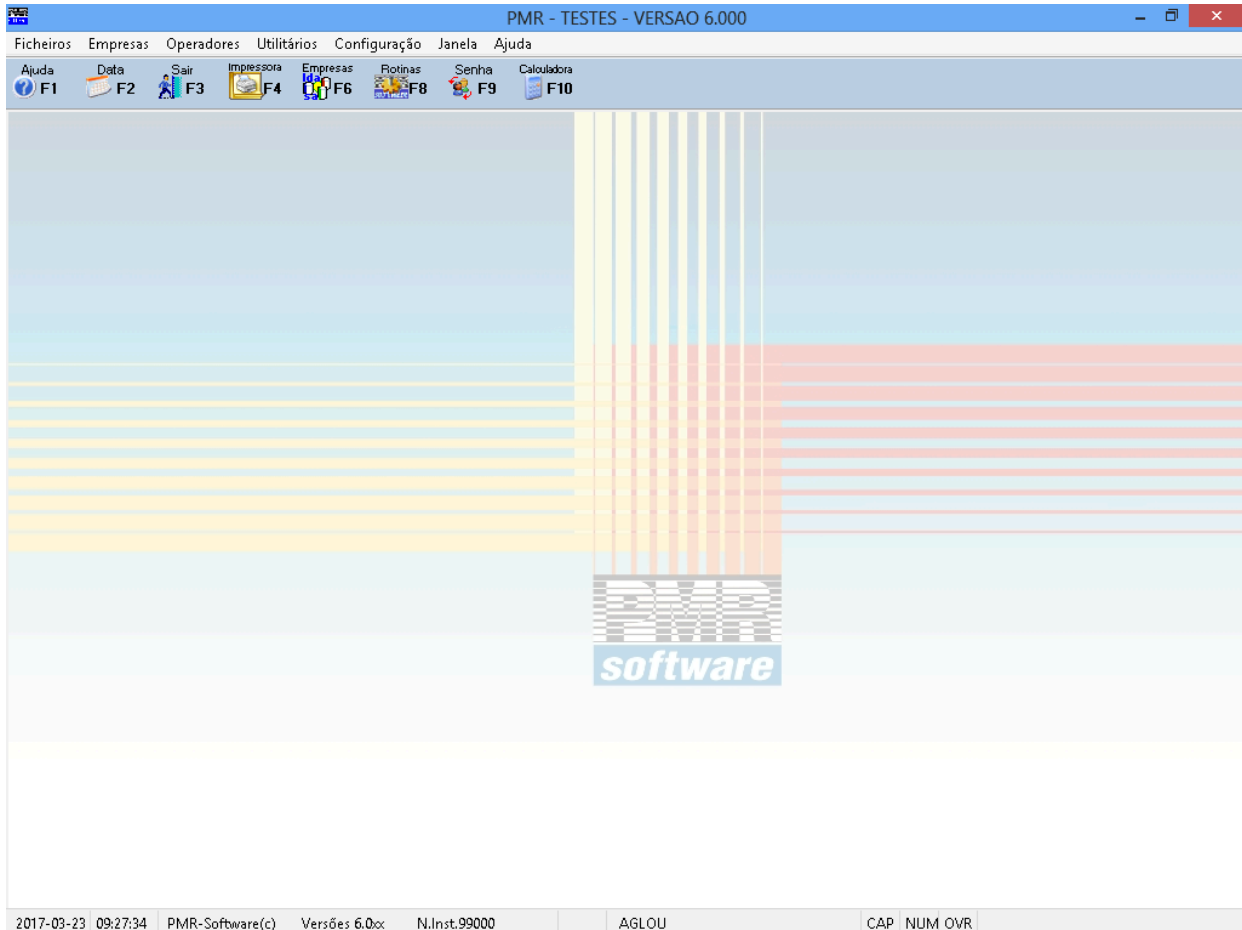 PMR - TESTES - VERSAO 6.000
Ficheiros Empresas Operadores Utilitários Configuração Janela Ajuda
Ajuda Data Sair Impressora Empresas Rotinas Senha Calculadora
F1 F2 F3 F4 F6 F8 F9 F10
PMR
software
2017-03-23 09:27:34 PMR-Software(c) Versões 6.0xx N.Inst.99000 AGLOU CAP NUM OVR